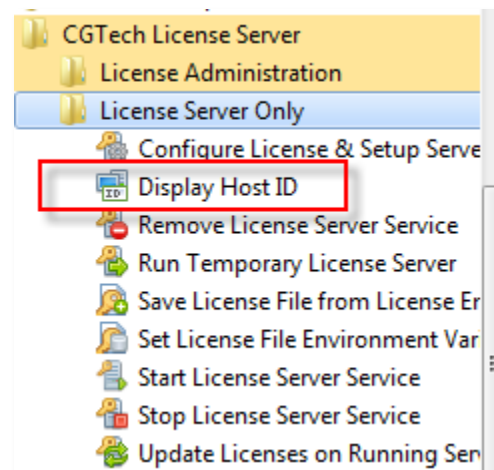 CGTech License Server
License Administration
License Server Only
Configure License & Setup Serve
Display Host ID
Remove License Server Service
Run Temporary License Server
Save License File from License Er
Set License File Environment Var
Start License Server Service
Stop License Server Service
Update Licenses on Running Serv